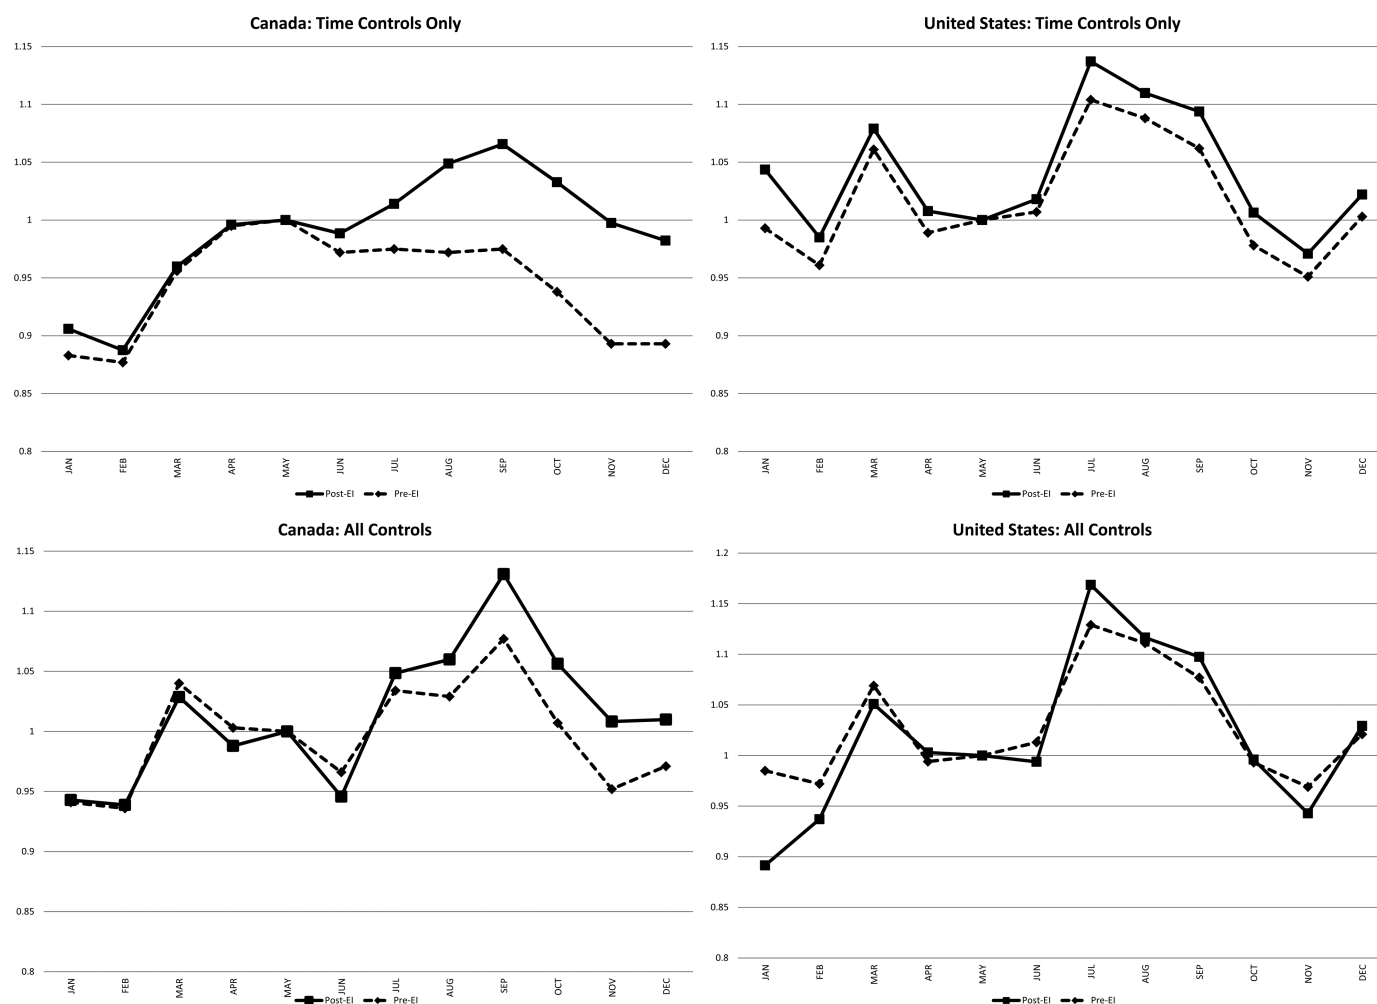 Canada: Time Controls Only
1.15
1.1
1.05
1
0.95
0.9
0.85
0.8
JAN FEB MAR APR MAY JUN JUL AUG SEP OCT NOV DEC
Post-EI Pre-EI
United States: Time Controls Only
1.15
1.1
1.05
1
0.95
0.9
0.85
0.8
JAN FEB MAR APR MAY JUN JUL AUG SEP OCT NOV DEC
Post-EI Pre-EI
Canada: All Controls
1.15
1.1
1.05
1
0.95
0.9
0.85
0.8
JAN FEB MAR APR MAY JUN JUL AUG SEP OCT NOV DEC
Post-EI Pre-EI
United States: All Controls
1.2
1.15
1.1
1.05
1
0.95
0.9
0.85
0.8
JAN FEB MAR APR MAY JUN JUL AUG SEP OCT NOV DEC
Post-EI Pre-EI